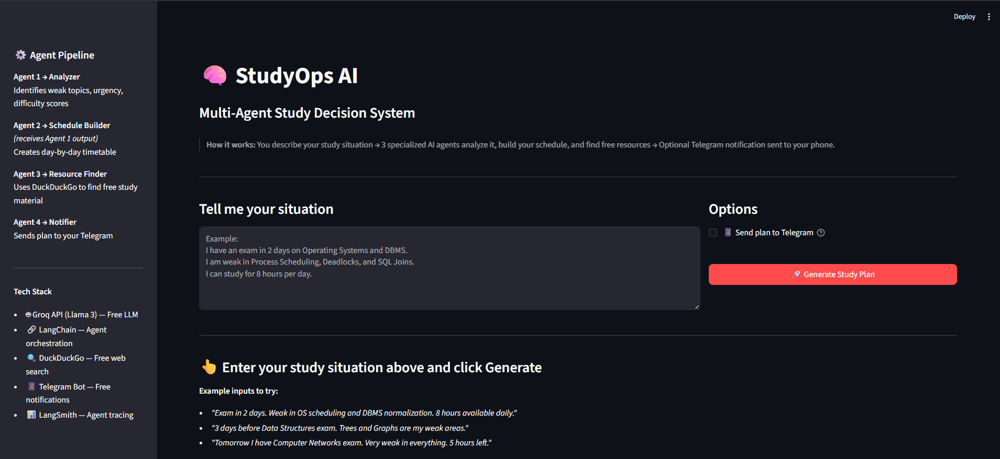 Deploy
Agent Pipeline
Agent 1 → Analyzer
Identifies weak topics, urgency,
difficulty scores
Agent 2 → Schedule Builder
(receives Agent 1 output)
Creates day-by-day timetable
Agent 3 → Resource Finder
Uses DuckDuckGo to find free study
material
Agent 4 → Notifier
Sends plan to your Telegram
Tech Stack
Groq API (Llama 3) — Free LLM
LangChain — Agent
orchestration
DuckDuckGo — Free web
search
Telegram Bot — Free
notifications
LangSmith — Agent tracing
StudyOps AI
Multi-Agent Study Decision System
How it works: You describe your study situation → 3 specialized AI agents analyze it, build your schedule, and find free resources → Optional Telegram notification sent to your phone.
Tell me your situation
Example:
I have an exam in 2 days on Operating Systems and DBMS.
I am weak in Process Scheduling, Deadlocks, and SQL Joins.
I can study for 8 hours per day.
Options
Send plan to Telegram
Generate Study Plan
Enter your study situation above and click Generate
Example inputs to try:
"Exam in 2 days. Weak in OS scheduling and DBMS normalization. 8 hours available daily."
"3 days before Data Structures exam. Trees and Graphs are my weak areas."
"Tomorrow I have Computer Networks exam. Very weak in everything. 5 hours left."